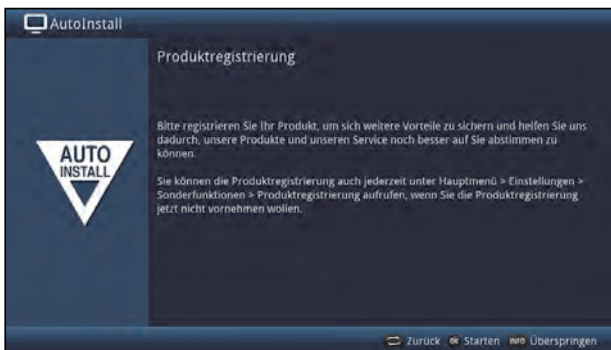 AutoInstall
Produktregistrierung
Bitte registrieren Sie Ihr Produkt, um sich weitere Vorteile zu sichern und helfen Sie uns
dadurch, unsere Produkte und unseren Service noch besser auf Sie abstimmen zu
können.
AUTO
INSTALL
Sie können die Produktregistrierung auch jederzeit unter Hauptmenü > Einstellungen >
Sonderfunktionen > Produktregistrierung aufrufen, wenn Sie die Produktregistrierung
jetzt nicht vornehmen wollen.
Zurück OK Starten INFO Überspringen